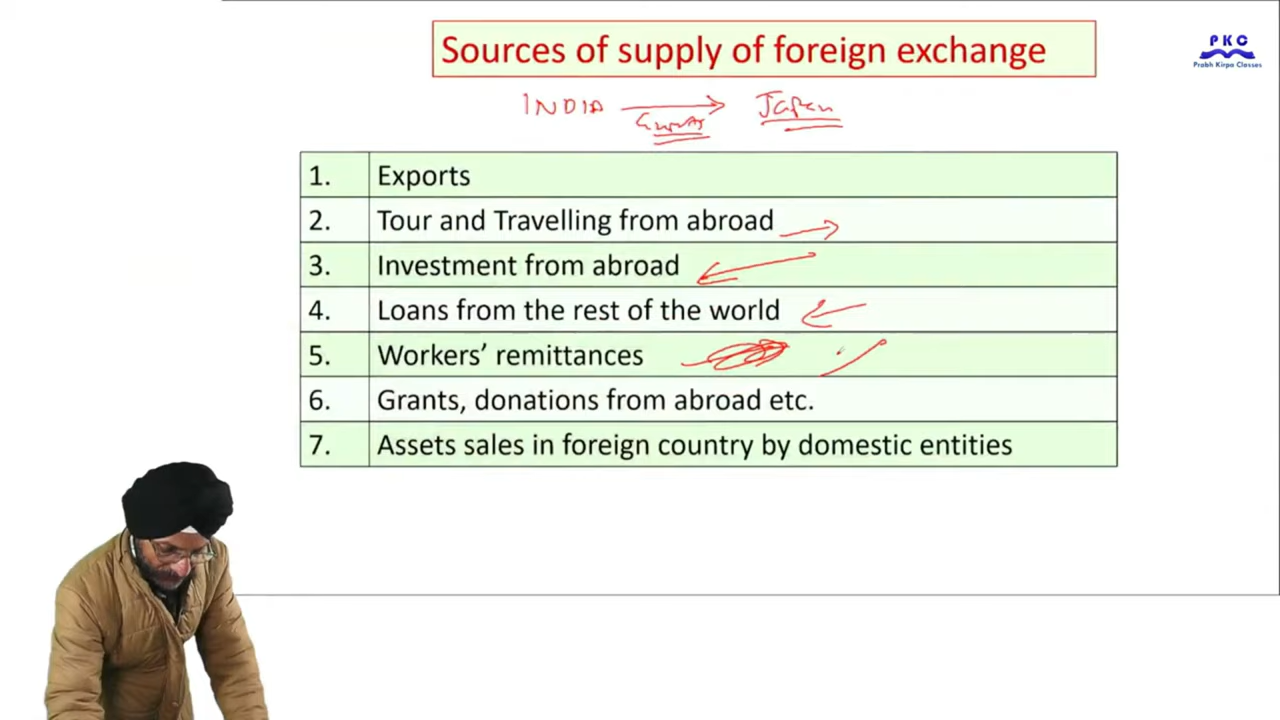 Sources of supply of foreign exchange
PKC
Prabh Kirpa Classes
INDIA Japan
1. Exports
2. Tour and Travelling from abroad
3. Investment from abroad
4. Loans from the rest of the world
5. Workers’ remittances
6. Grants, donations from abroad etc.
7. Assets sales in foreign country by domestic entities